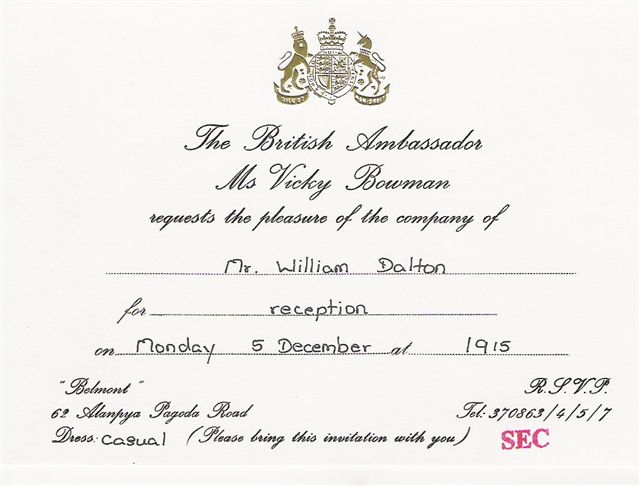 The British Ambassador
Ms Vicky Bowman
requests the pleasure of the company of
Mr. William Dalton
for reception
on Monday 5 December at 1915
"Belmont" R.S.V.P.
62 Alanpya Pagoda Road Tel: 370863/4/5/7
Dress: Casual (Please bring this invitation with you) SEC